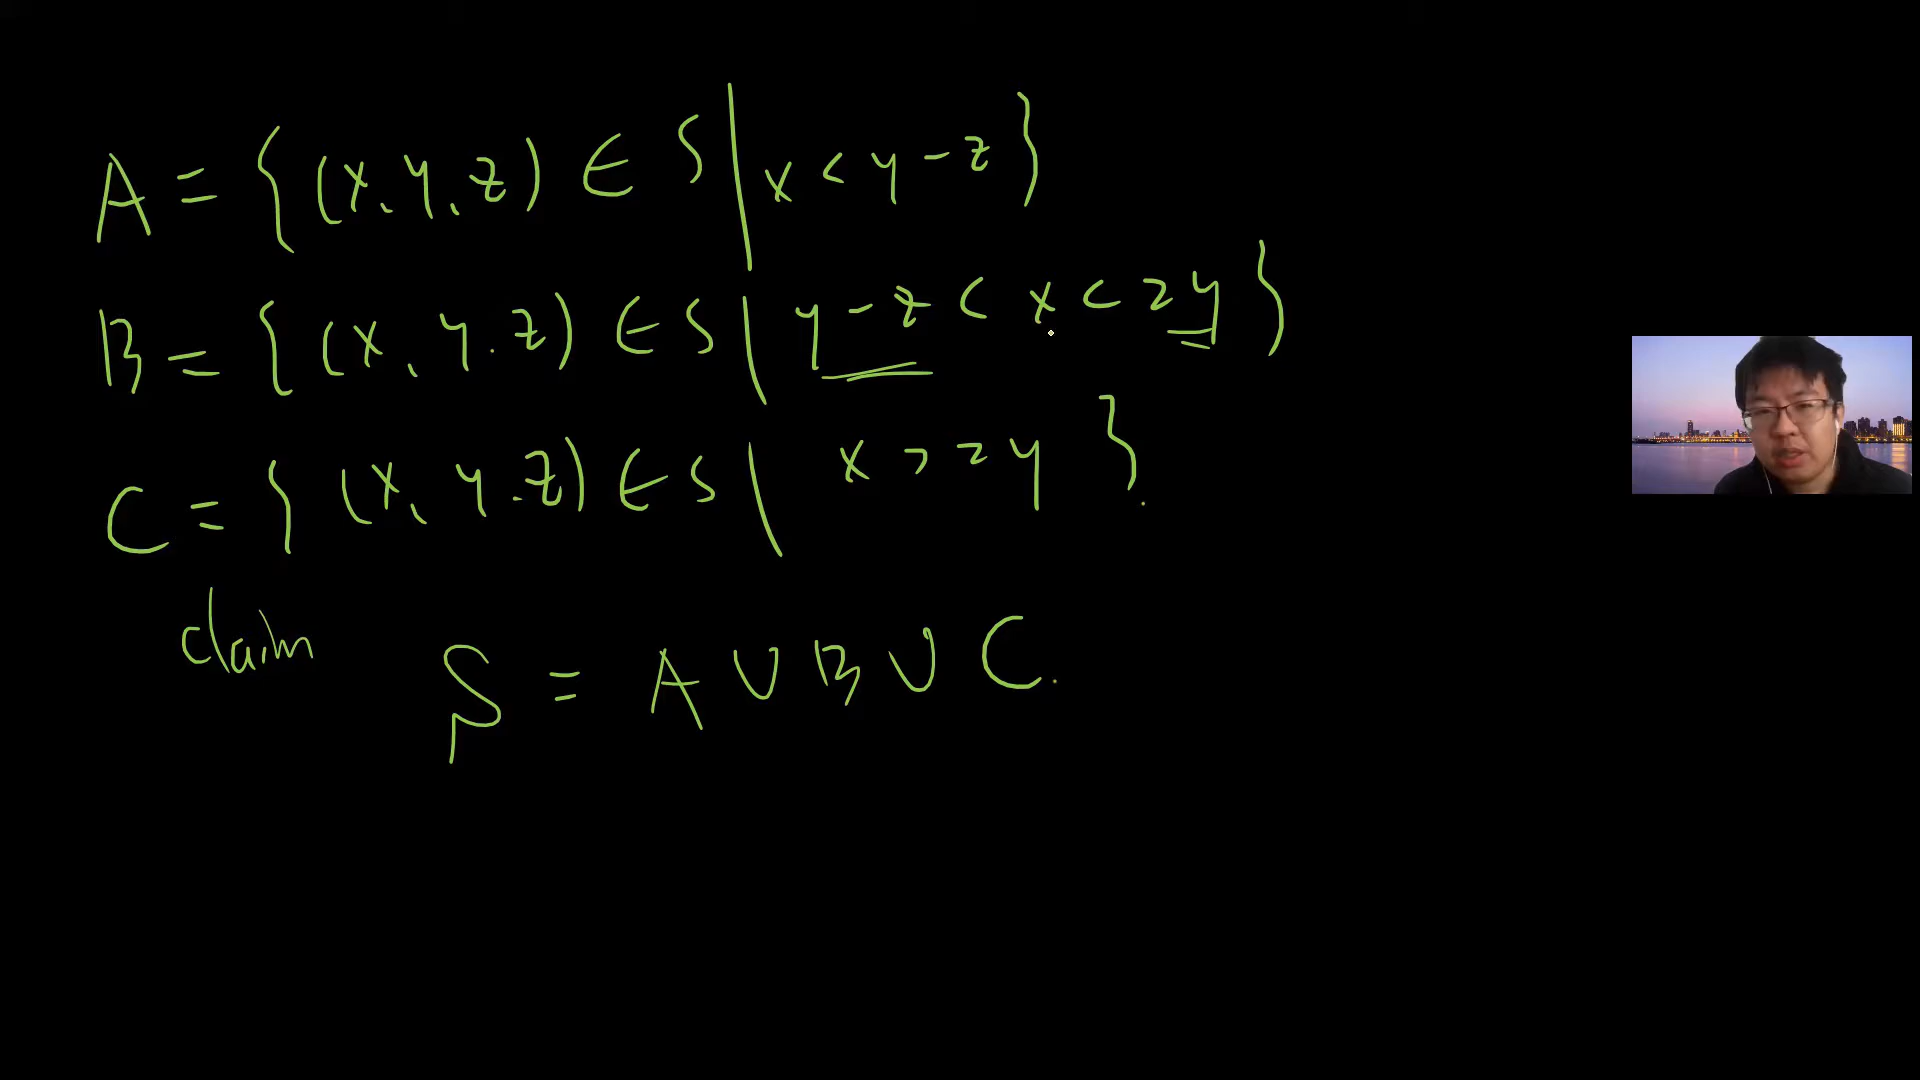 A = {(x, y, z) ∈ S | x < y - z}
B = {(x, y, z) ∈ S | y - z < x < 2y}
C = {(x, y, z) ∈ S | x > 2y}.
claim S = A ∪ B ∪ C.